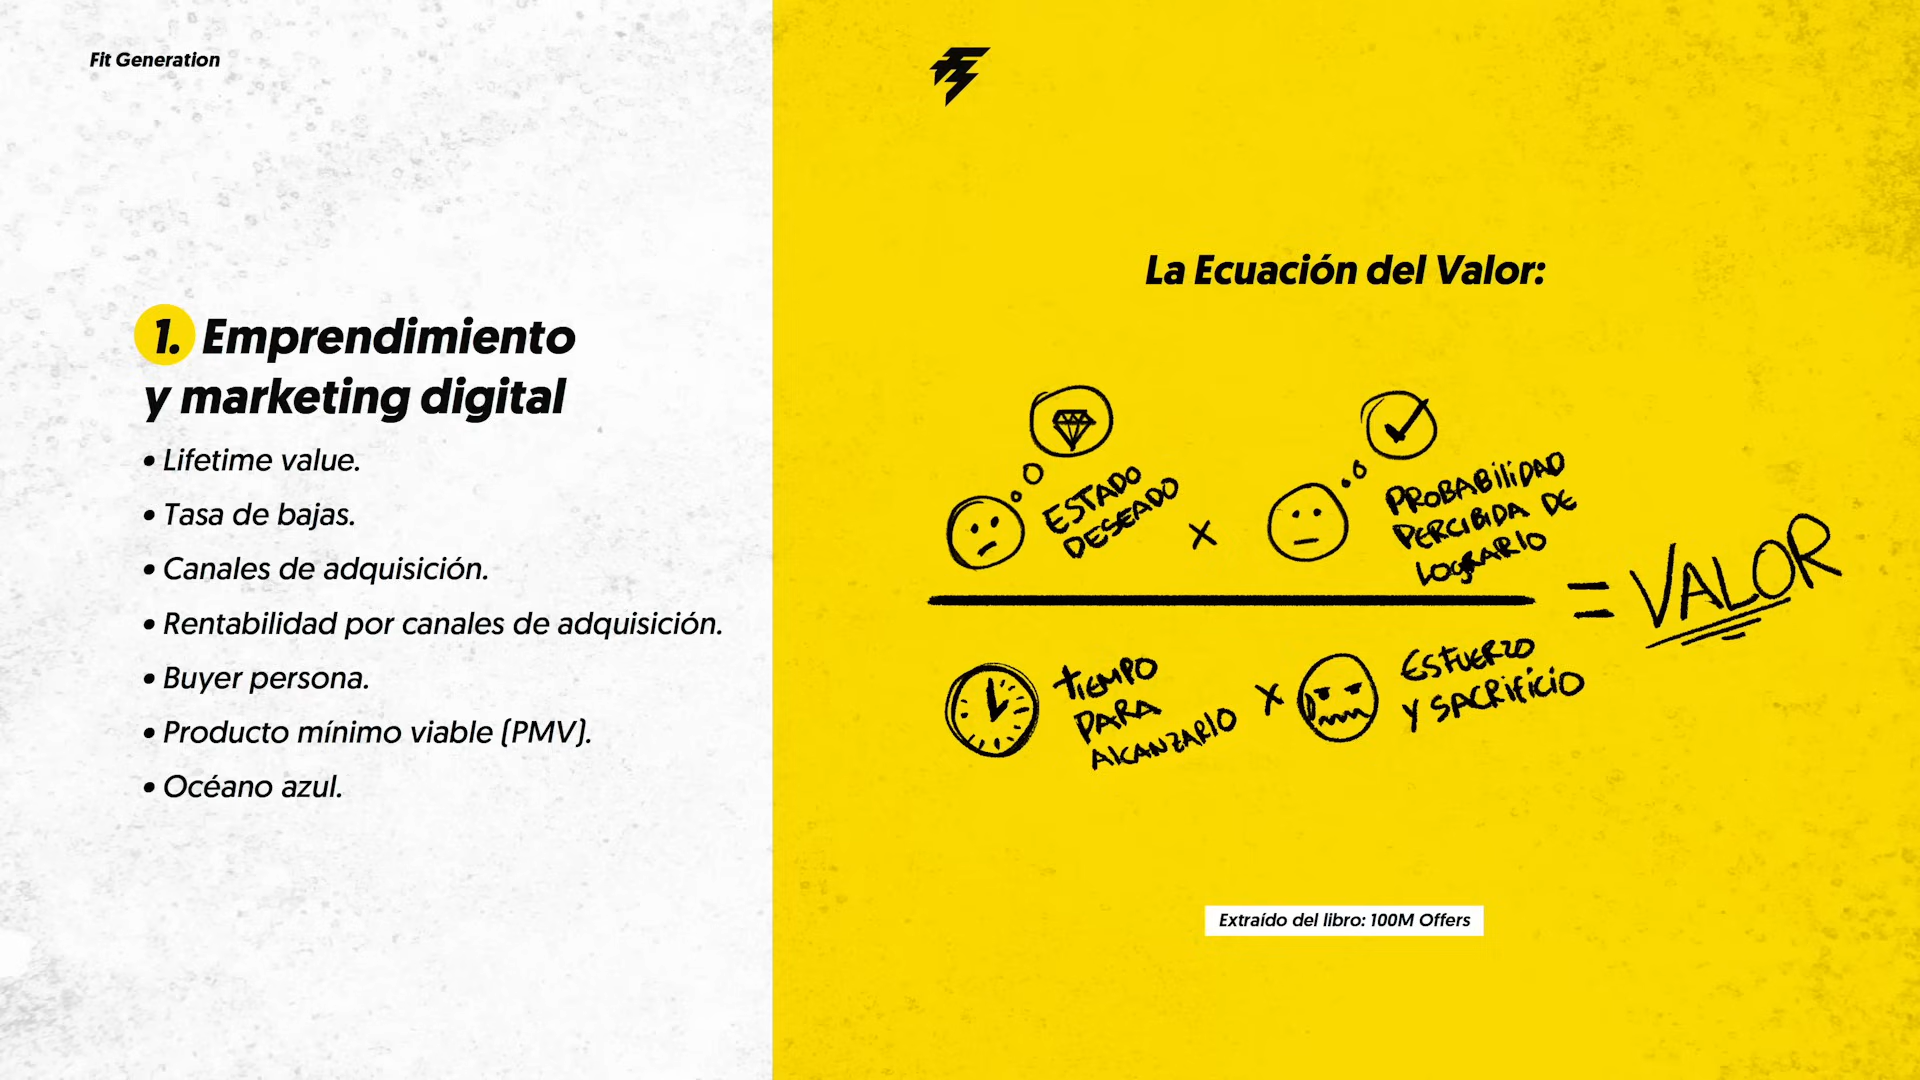 Fit Generation
1. Emprendimiento
y marketing digital
• Lifetime value.
• Tasa de bajas.
• Canales de adquisición.
• Rentabilidad por canales de adquisición.
• Buyer persona.
• Producto mínimo viable (PMV).
• Océano azul.
La Ecuación del Valor:
ESTADO
DESEADO
x
PROBABILIDAD
PERCIBIDA DE
LOGRARLO
= VALOR
TIEMPO
PARA
ALCANZARLO
x
ESFUERZO
Y SACRIFICIO
Extraído del libro: 100M Offers